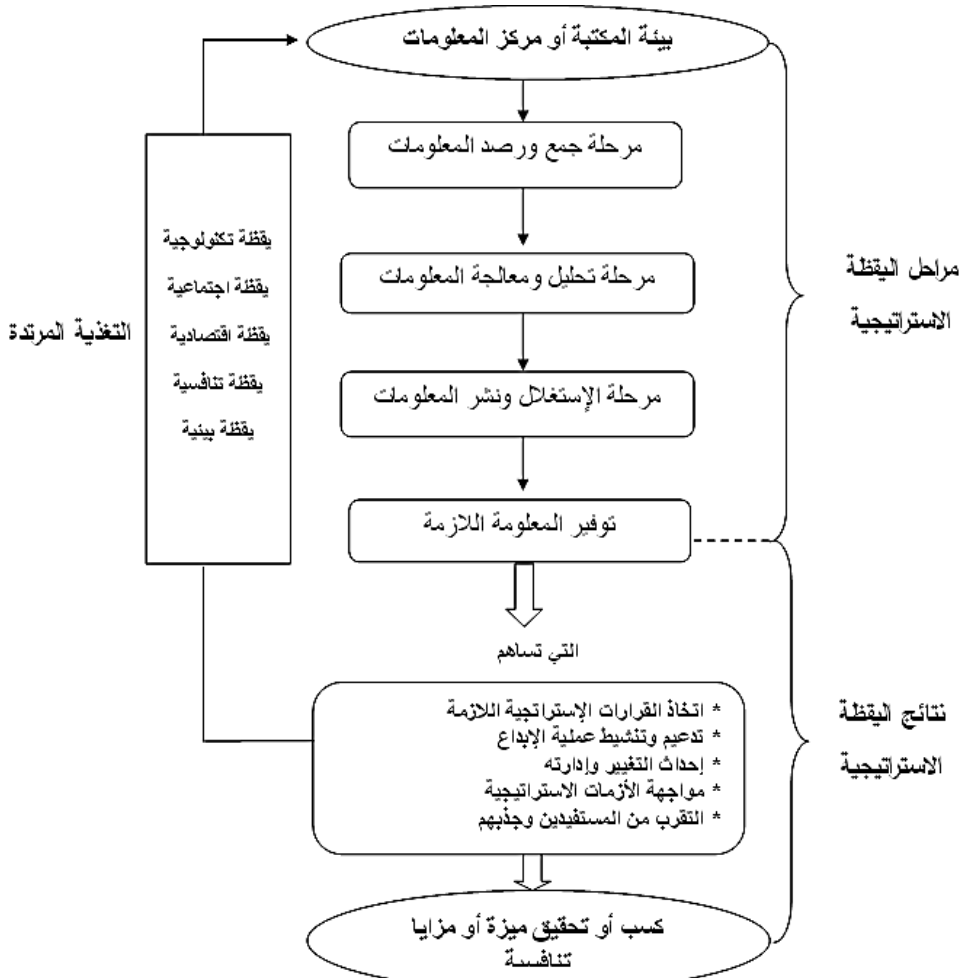 بيئة المكتبة أو مركز المعلومات
مرحلة جمع ورصد المعلومات
مرحلة تحليل ومعالجة المعلومات
مرحلة الإستغلال ونشر المعلومات
توفير المعلومة اللازمة
مراحل اليقظة
الاستراتيجية
يقظة تكنولوجية
يقظة اجتماعية
يقظة اقتصادية
يقظة تنافسية
يقظة بيئية
التغذية المرتدة
التي تساهم
* اتخاذ القرارات الإستراتجية اللازمة
* تدعيم وتنشيط عملية الإبداع
* إحداث التغيير وإدارته
* مواجهة الأزمات الاستراتيجية
* التقرب من المستفيدين وجذبهم
نتائج اليقظة
الاستراتيجية
كسب أو تحقيق ميزة أو مزايا
تنافسية